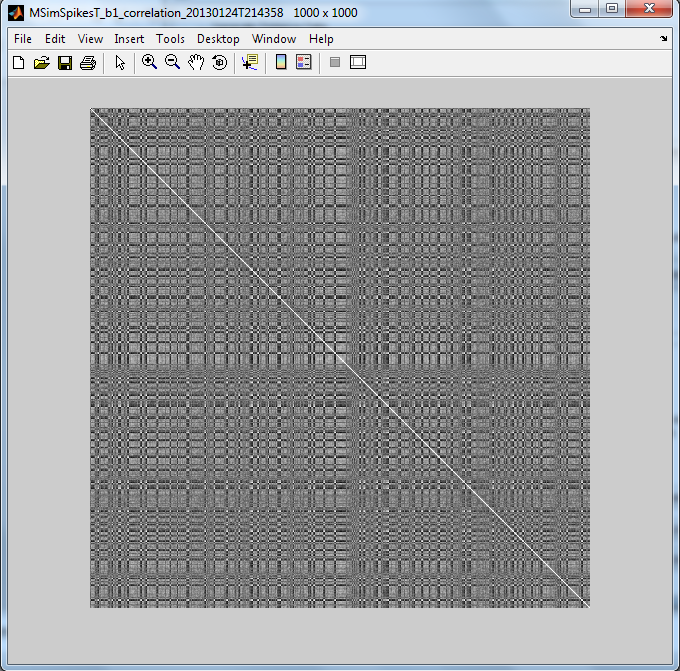 MSimSpikesT_b1_correlation_20130124T214358 1000 x 1000
File Edit View Insert Tools Desktop Window Help